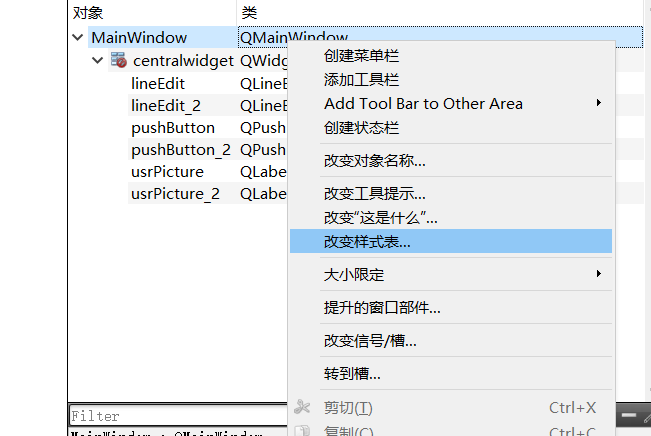 对象 类
MainWindow QMainWindow
centralwidget QWidg
lineEdit QLineE
lineEdit_2 QLineE
pushButton QPush
pushButton_2 QPush
usrPicture QLabe
usrPicture_2 QLabe
创建菜单栏
添加工具栏
Add Tool Bar to Other Area
创建状态栏
改变对象名称...
改变工具提示...
改变“这是什么”...
改变样式表...
大小限定
提升的窗口部件...
改变信号/槽...
转到槽...
剪切(T) Ctrl+X
复制(C) Ctrl+C
Filter
MainWindow : QMainWindow